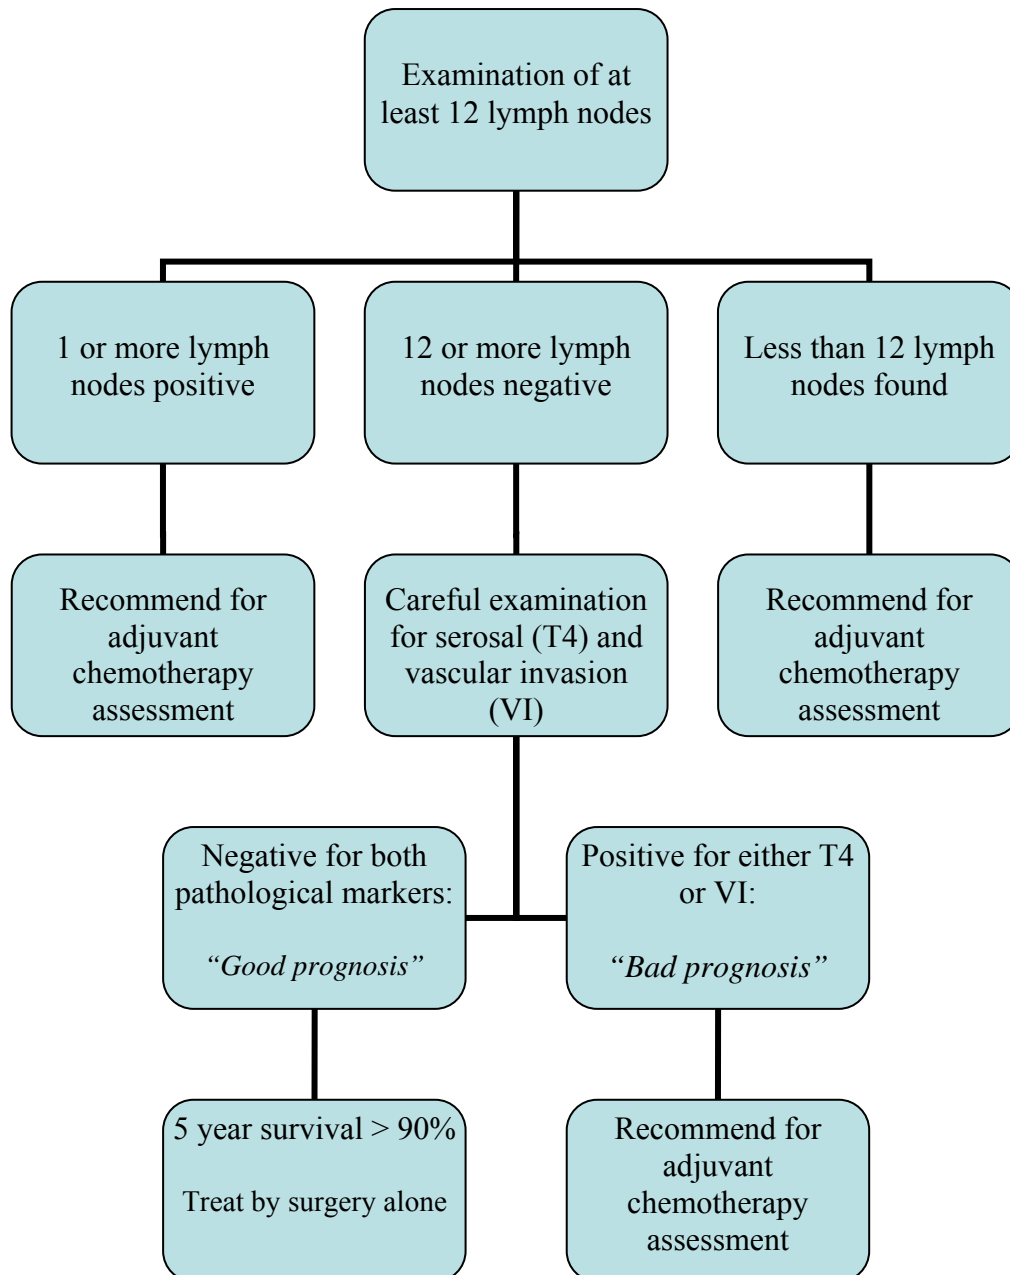 Examination of at
least 12 lymph nodes
1 or more lymph
nodes positive
12 or more lymph
nodes negative
Less than 12 lymph
nodes found
Recommend for
adjuvant
chemotherapy
assessment
Careful examination
for serosal (T4) and
vascular invasion
(VI)
Recommend for
adjuvant
chemotherapy
assessment
Negative for both
pathological markers:
“Good prognosis”
Positive for either T4
or VI:
“Bad prognosis”
5 year survival > 90%
Treat by surgery alone
Recommend for
adjuvant
chemotherapy
assessment